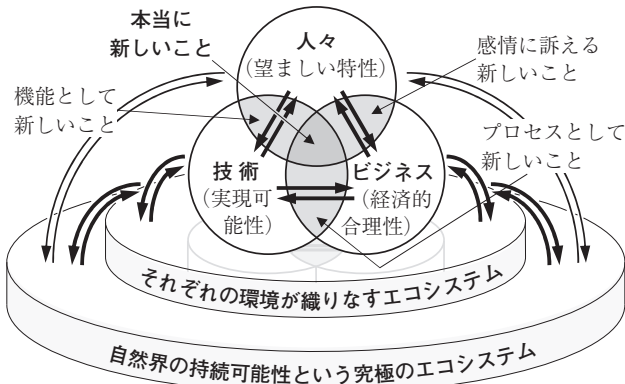 本当に
新しいこと
人々
(望ましい特性)
感情に訴える
新しいこと
機能として
新しいこと
プロセスとして
新しいこと
技術
(実現可
能性)
ビジネス
(経済的
合理性)
それぞれの環境が織りなすエコシステム
自然界の持続可能性という究極のエコシステム